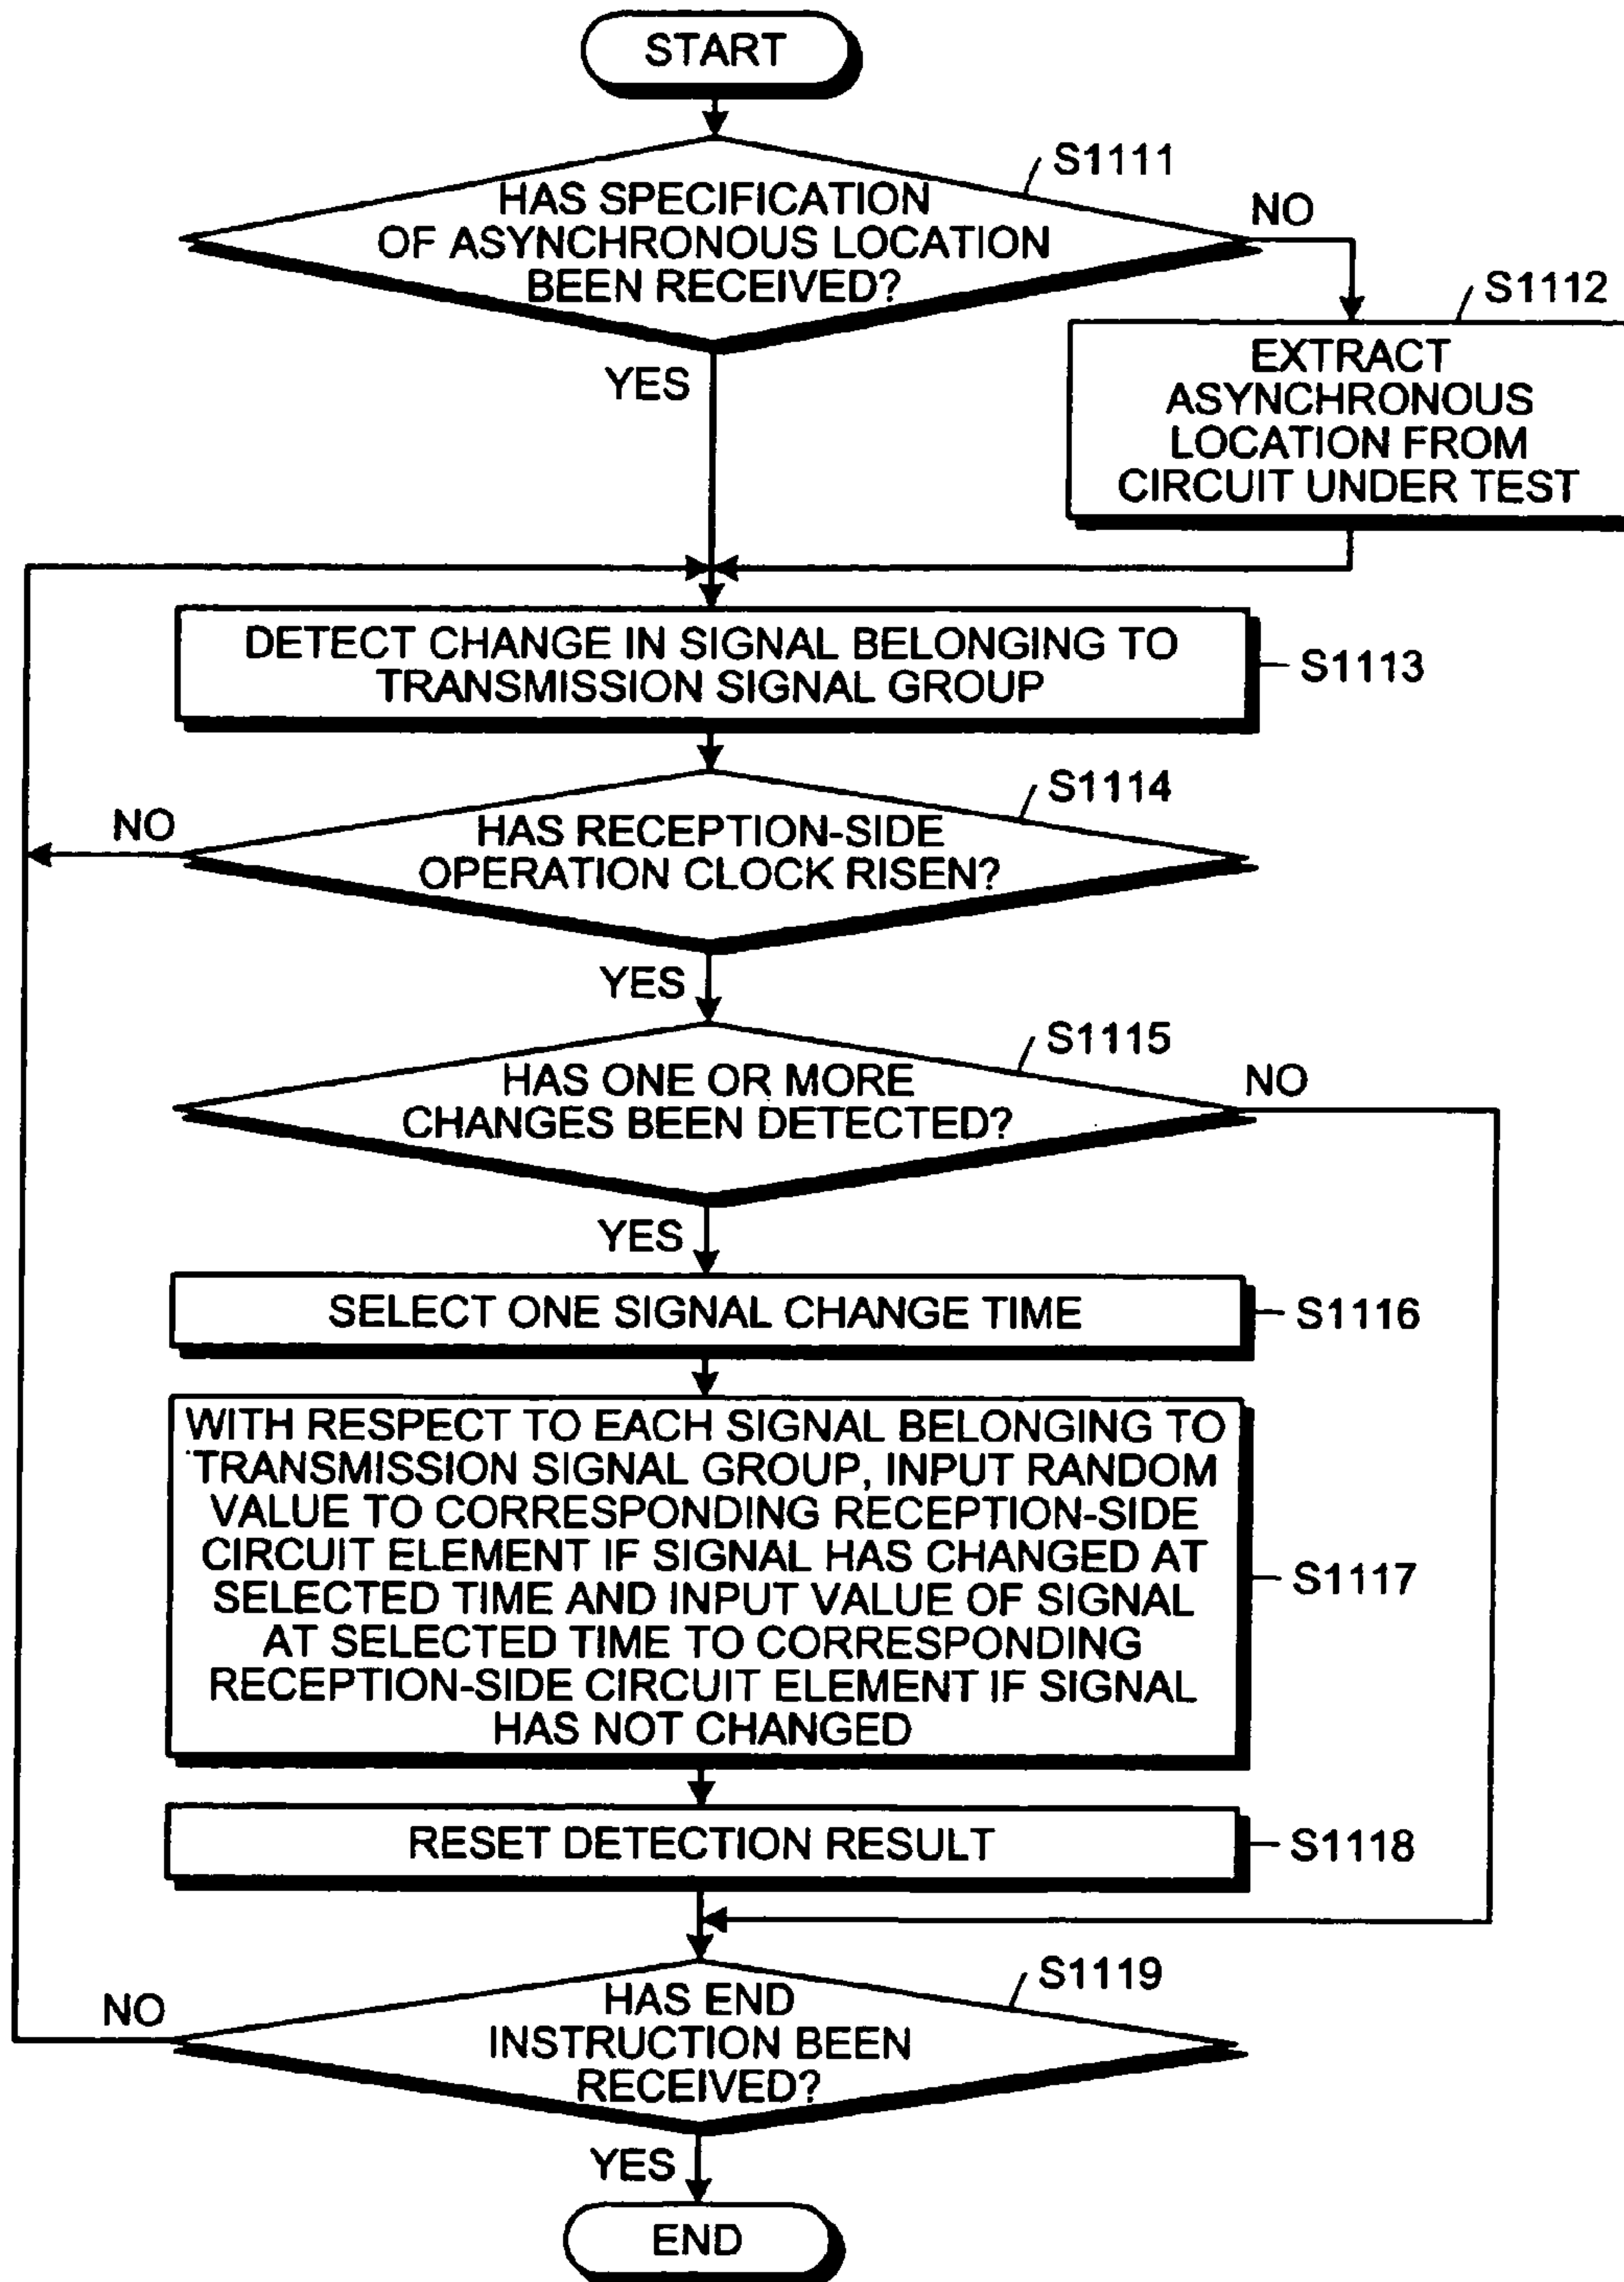 START
S1111
HAS SPECIFICATION
OF ASYNCHRONOUS LOCATION
BEEN RECEIVED?
NO
YES
S1112
EXTRACT
ASYNCHRONOUS
LOCATION FROM
CIRCUIT UNDER TEST
DETECT CHANGE IN SIGNAL BELONGING TO
TRANSMISSION SIGNAL GROUP
S1113
S1114
HAS RECEPTION-SIDE
OPERATION CLOCK RISEN?
NO
YES
S1115
HAS ONE OR MORE
CHANGES BEEN DETECTED?
NO
YES
SELECT ONE SIGNAL CHANGE TIME
S1116
WITH RESPECT TO EACH SIGNAL BELONGING TO
TRANSMISSION SIGNAL GROUP, INPUT RANDOM
VALUE TO CORRESPONDING RECEPTION-SIDE
CIRCUIT ELEMENT IF SIGNAL HAS CHANGED AT
SELECTED TIME AND INPUT VALUE OF SIGNAL
AT SELECTED TIME TO CORRESPONDING
RECEPTION-SIDE CIRCUIT ELEMENT IF SIGNAL
HAS NOT CHANGED
S1117
RESET DETECTION RESULT
S1118
S1119
HAS END
INSTRUCTION BEEN
RECEIVED?
NO
YES
END